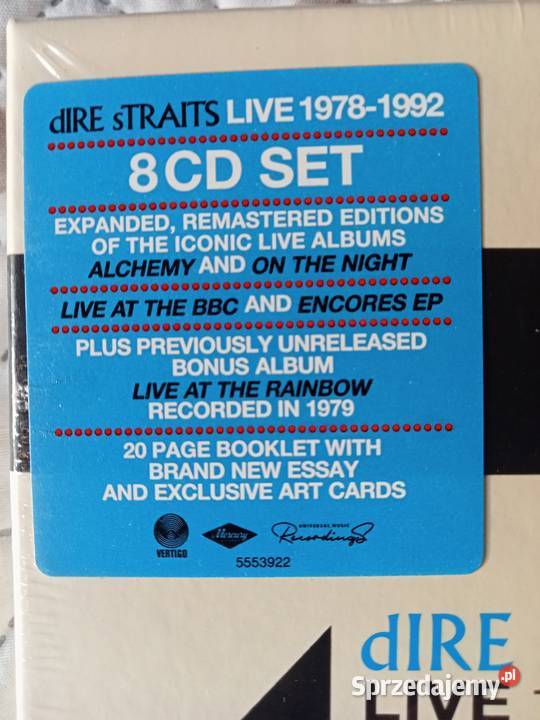 dIRE sTRAITS LIVE 1978-1992
8 CD SET
EXPANDED, REMASTERED EDITIONS
OF THE ICONIC LIVE ALBUMS
ALCHEMY AND ON THE NIGHT
LIVE AT THE BBC AND ENCORES EP
PLUS PREVIOUSLY UNRELEASED
BONUS ALBUM
LIVE AT THE RAINBOW
RECORDED IN 1979
20 PAGE BOOKLET WITH
BRAND NEW ESSAY
AND EXCLUSIVE ART CARDS
VERTIGO
Mercury
UNIVERSAL MUSIC
Recordings
5553922
dIRE
LIVE
Sprzedajemy.pl